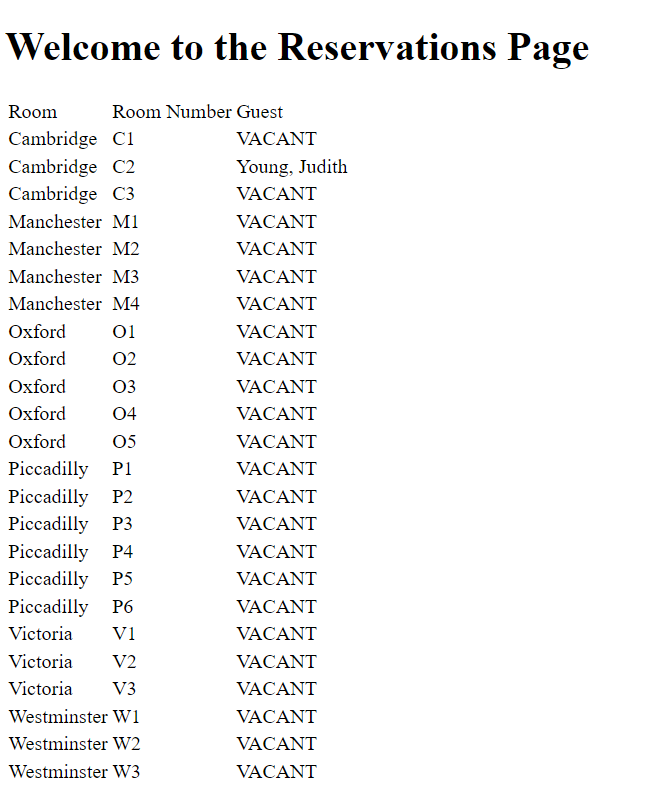 Welcome to the Reservations Page
Room Room Number Guest
Cambridge C1 VACANT
Cambridge C2 Young, Judith
Cambridge C3 VACANT
Manchester M1 VACANT
Manchester M2 VACANT
Manchester M3 VACANT
Manchester M4 VACANT
Oxford O1 VACANT
Oxford O2 VACANT
Oxford O3 VACANT
Oxford O4 VACANT
Oxford O5 VACANT
Piccadilly P1 VACANT
Piccadilly P2 VACANT
Piccadilly P3 VACANT
Piccadilly P4 VACANT
Piccadilly P5 VACANT
Piccadilly P6 VACANT
Victoria V1 VACANT
Victoria V2 VACANT
Victoria V3 VACANT
Westminster W1 VACANT
Westminster W2 VACANT
Westminster W3 VACANT